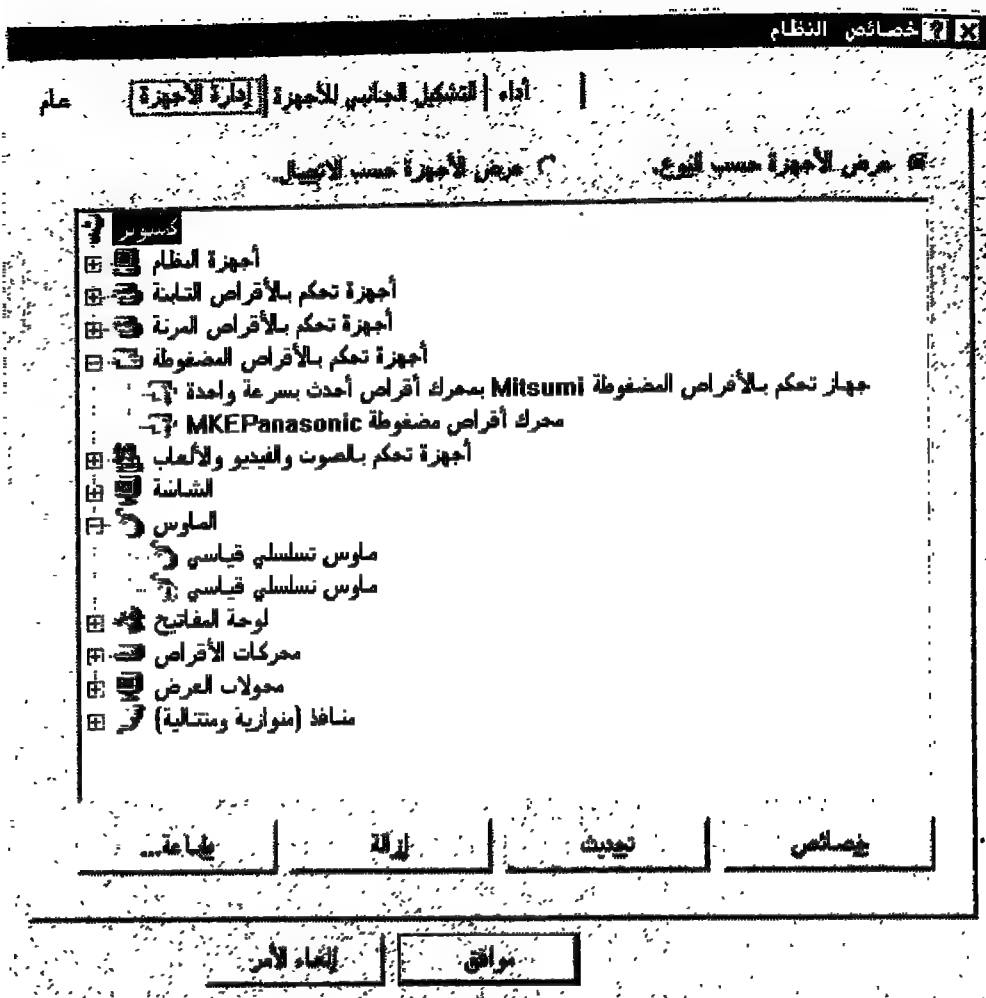 خصائص النظام
عام إدارة الأجهزة التشكيل الجانبي للأجهزة أداء
عرض الأجهزة حسب النوع. عرض الأجهزة حسب الاتصال.
كمبيوتر
أجهزة النظام
أجهزة تحكم بالأقراص الثابتة
أجهزة تحكم بالأقراص المرنة
أجهزة تحكم بالأقراص المضغوطة
جهاز تحكم بالأقراص المضغوطة Mitsumi بمحرك أقراص أحدث بسرعة واحدة
محرك أقراص مضغوطة MKEPanasonic
أجهزة تحكم بالصوت والفيديو والألعاب
الشاشة
الماوس
ماوس تسلسلي قياسي
ماوس تسلسلي قياسي
لوحة المفاتيح
محركات الأقراص
محولات العرض
منافذ (متوازية ومتتالية)
خصائص تحديث إزالة طباعة...
موافق إلغاء الأمر